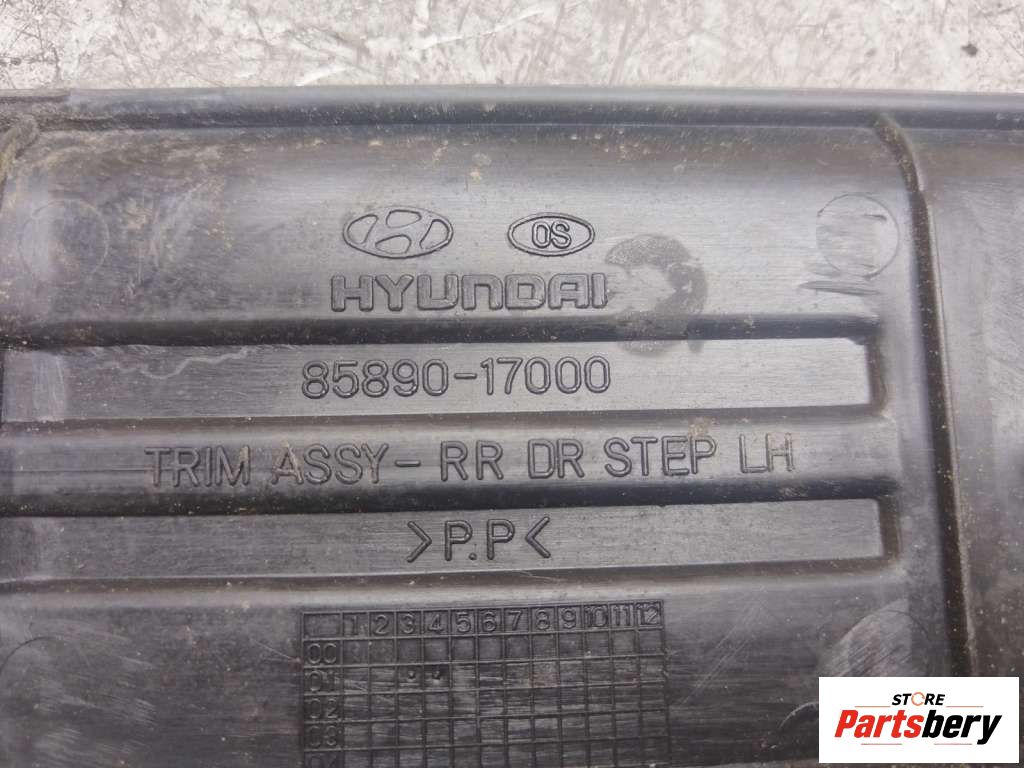 OS
HYUNDAI
85890-17000
TRIM ASSY - RR DR STEP LH
>P.P<
1 2 3 4 5 6 7 8 9 10 11 12
00
01
02
03
STORE
Partsbery